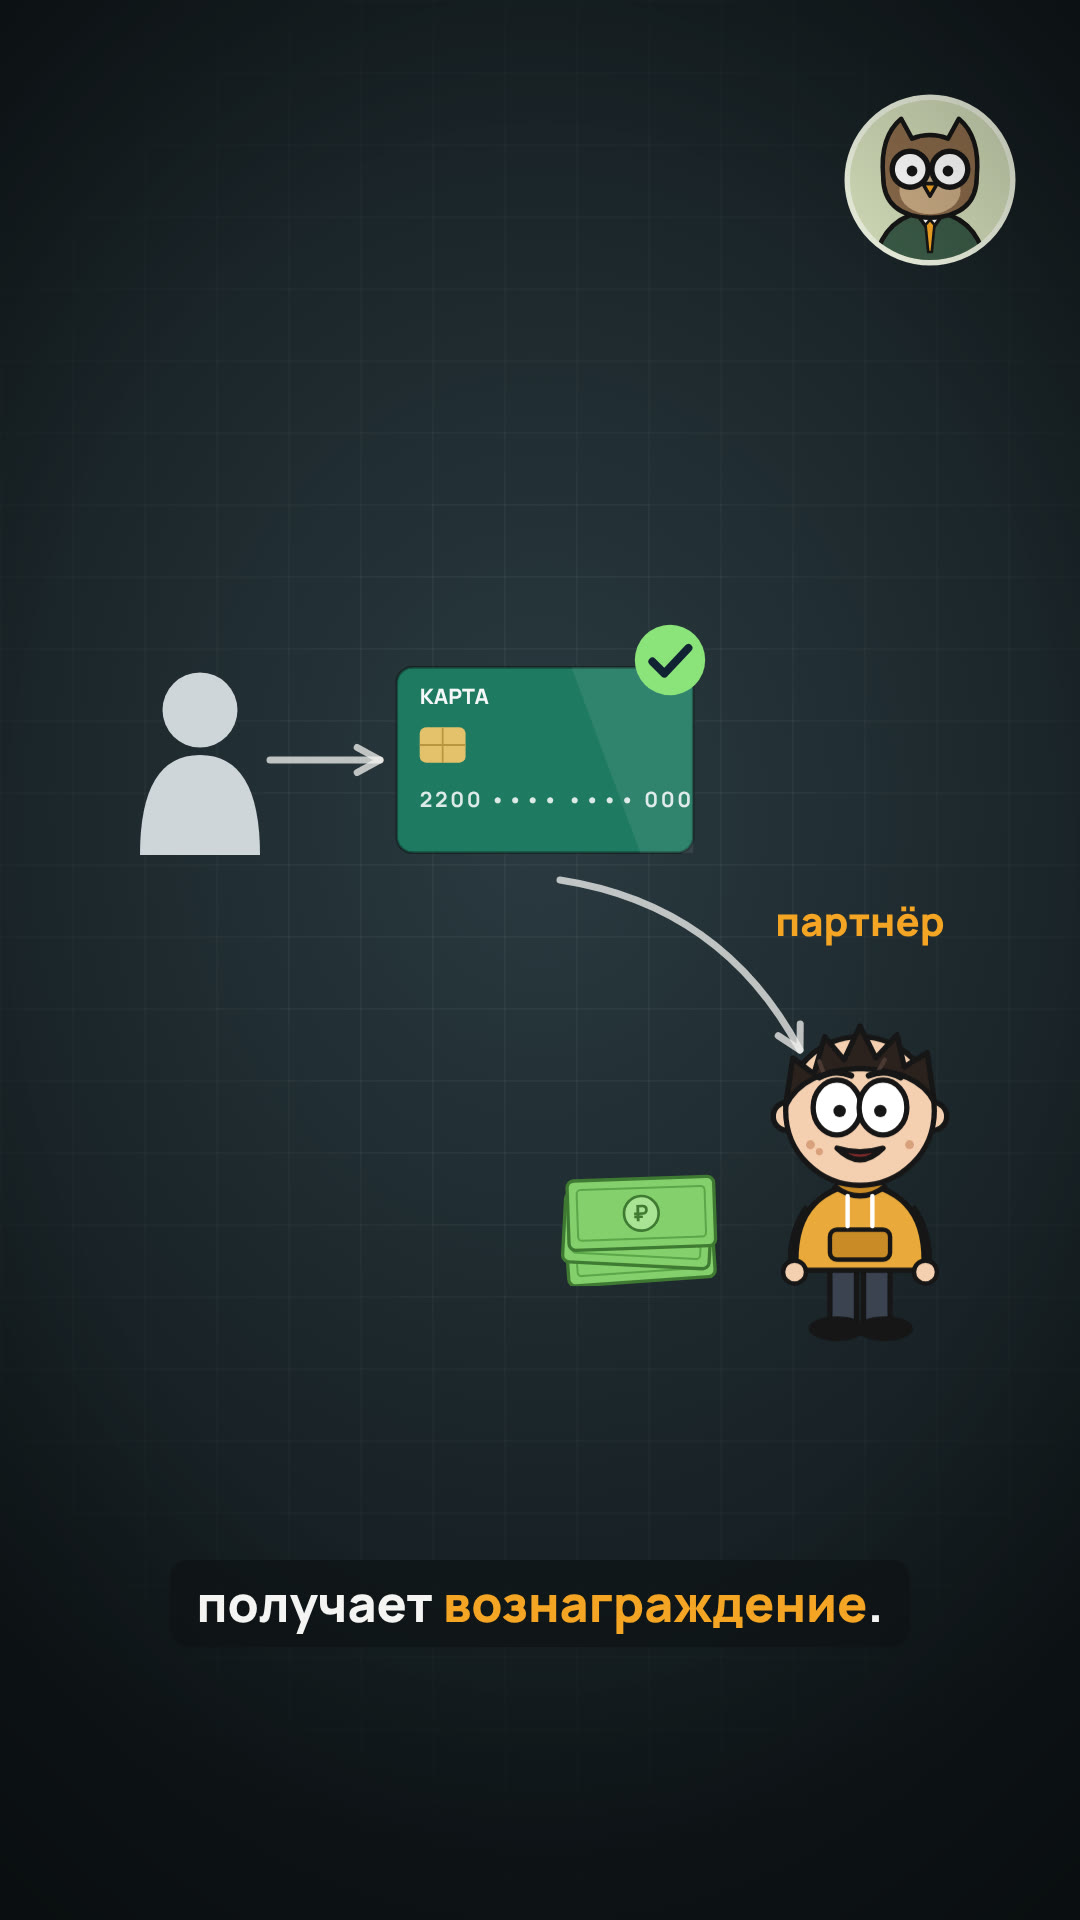 КАРТА
2200 •••• •••• 000
партнёр
₽
получает вознаграждение.